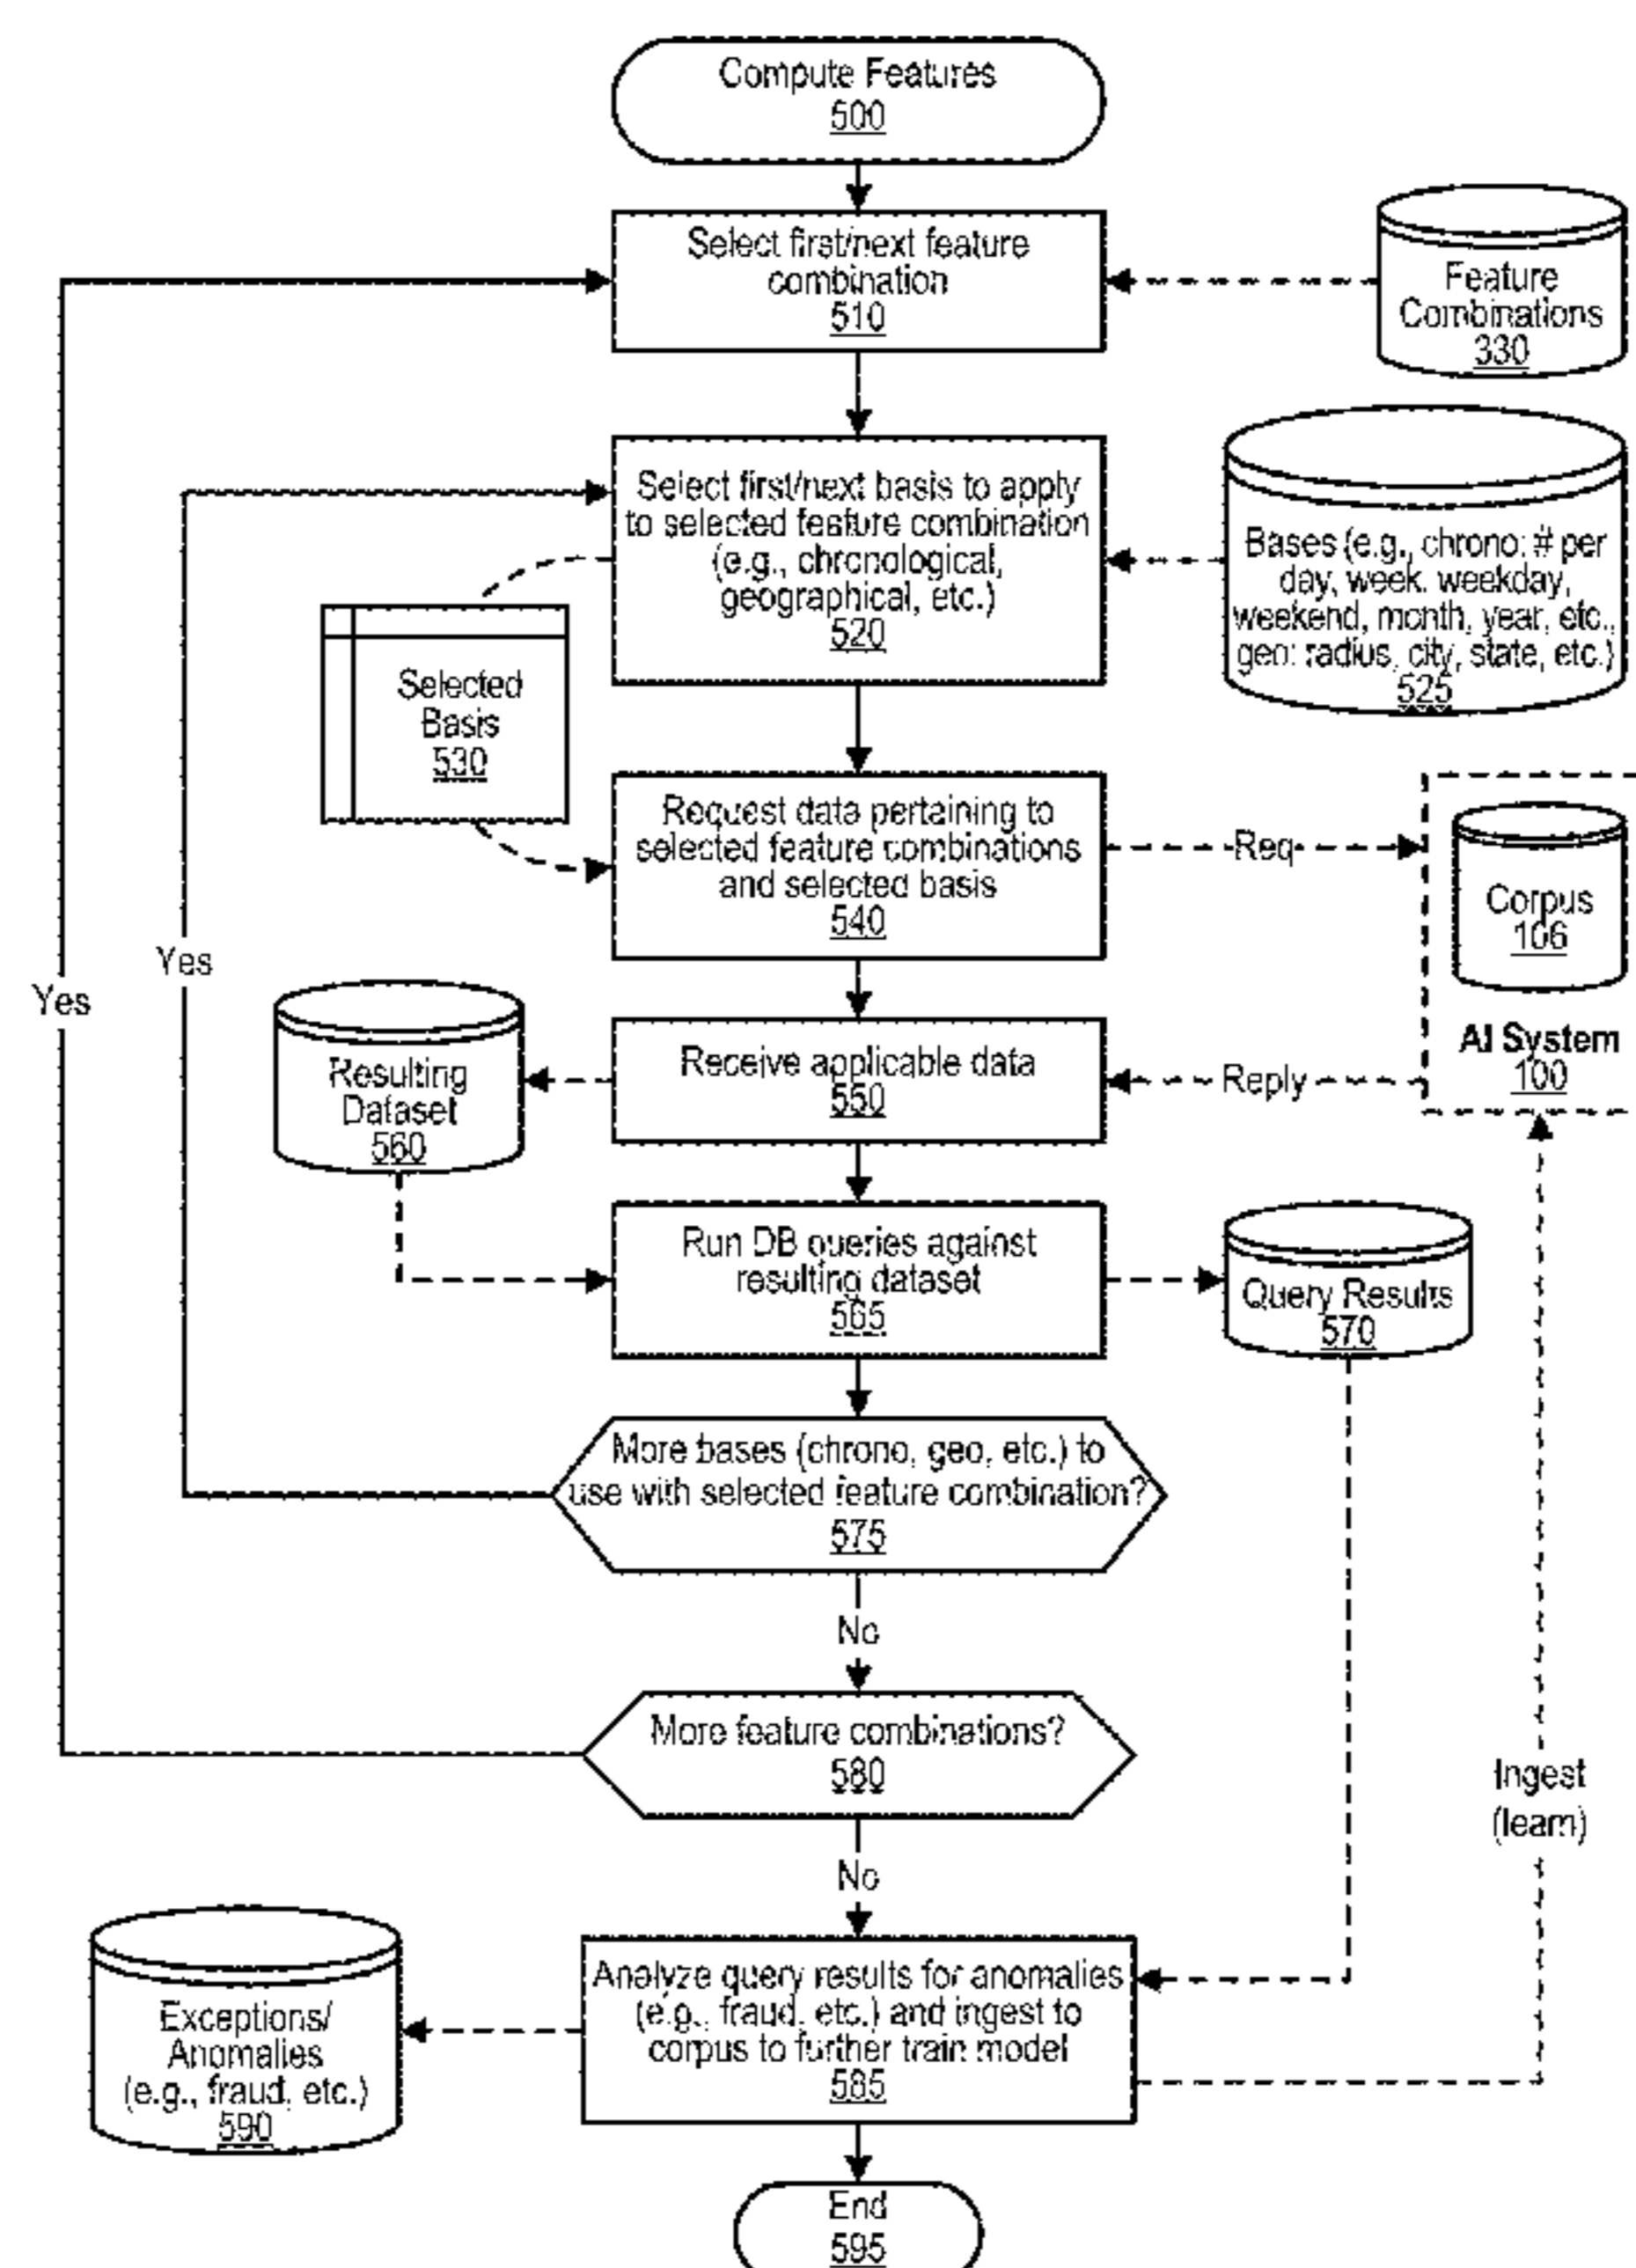 Compute Features
500
Select first/next feature
combination
510
Feature
Combinations
330
Select first/next basis to apply
to selected feature combination
(e.g., chronological,
geographical, etc.)
520
Bases (e.g., chrono: # per
day, week. weekday,
weekend, month, year, etc.,
geo: radius, city, state, etc.)
525
Selected
Basis
530
Request data pertaining to
selected feature combinations
and selected basis
540
Req
Corpus
106
AI System
100
Yes
Yes
Resulting
Dataset
560
Receive applicable data
550
Reply
Run DB queries against
resulting dataset
565
Query Results
570
More bases (chrono, geo, etc.) to
use with selected feature combination?
575
No
More feature combinations?
580
Ingest
(learn)
No
Analyze query results for anomalies
(e.g., fraud, etc.) and ingest to
corpus to further train model
585
Exceptions/
Anomalies
(e.g., fraud, etc.)
590
End
595